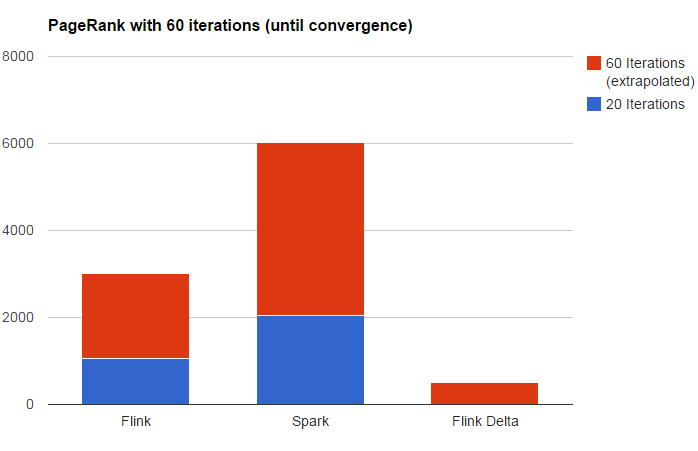 PageRank with 60 iterations (until convergence)
8000
6000
4000
2000
0
Flink
Spark
Flink Delta
60 Iterations
(extrapolated)
20 Iterations